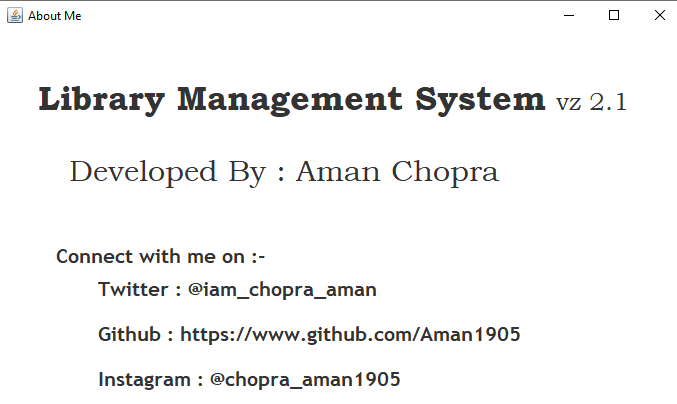 About Me
Library Management System vz 2.1
Developed By : Aman Chopra
Connect with me on :-
Twitter : @iam_chopra_aman
Github : https://www.github.com/Aman1905
Instagram : @chopra_aman1905